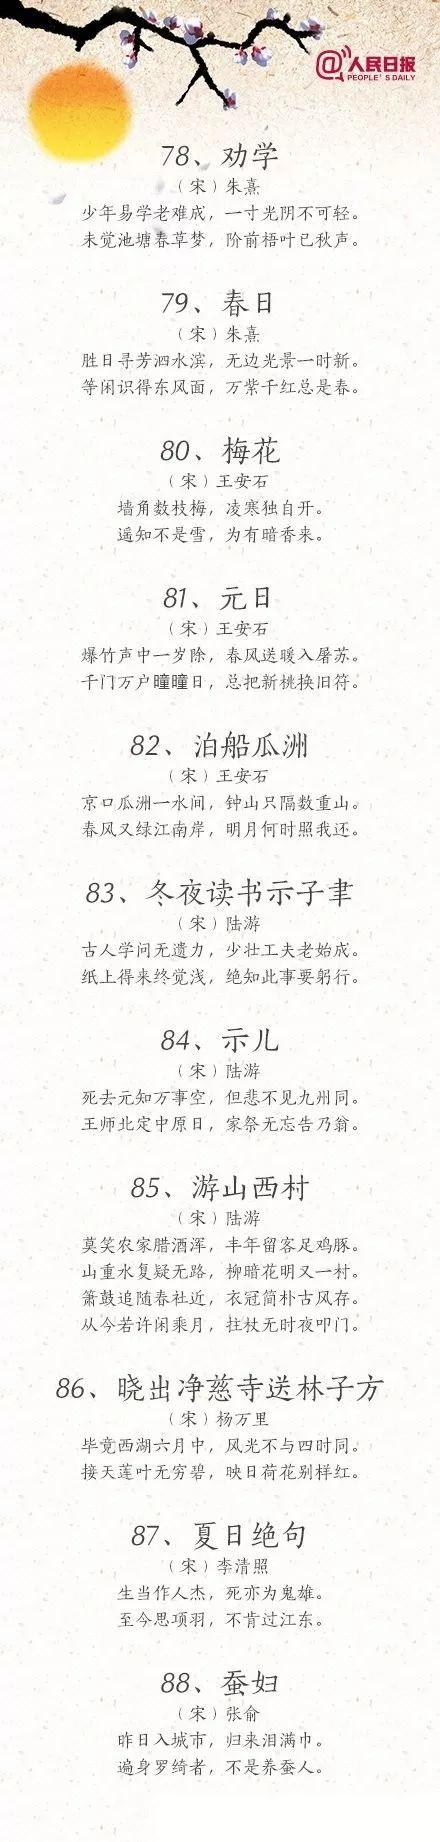 @人民日报
PEOPLE'S DAILY
78、劝学
（宋）朱熹
少年易学老难成，一寸光阴不可轻。
未觉池塘春草梦，阶前梧叶已秋声。
79、春日
（宋）朱熹
胜日寻芳泗水滨，无边光景一时新。
等闲识得东风面，万紫千红总是春。
80、梅花
（宋）王安石
墙角数枝梅，凌寒独自开。
遥知不是雪，为有暗香来。
81、元日
（宋）王安石
爆竹声中一岁除，春风送暖入屠苏。
千门万户曈曈日，总把新桃换旧符。
82、泊船瓜洲
（宋）王安石
京口瓜洲一水间，钟山只隔数重山。
春风又绿江南岸，明月何时照我还。
83、冬夜读书示子聿
（宋）陆游
古人学问无遗力，少壮工夫老始成。
纸上得来终觉浅，绝知此事要躬行。
84、示儿
（宋）陆游
死去元知万事空，但悲不见九州同。
王师北定中原日，家祭无忘告乃翁。
85、游山西村
（宋）陆游
莫笑农家腊酒浑，丰年留客足鸡豚。
山重水复疑无路，柳暗花明又一村。
箫鼓追随春社近，衣冠简朴古风存。
从今若许闲乘月，拄杖无时夜叩门。
86、晓出净慈寺送林子方
（宋）杨万里
毕竟西湖六月中，风光不与四时同。
接天莲叶无穷碧，映日荷花别样红。
87、夏日绝句
（宋）李清照
生当作人杰，死亦为鬼雄。
至今思项羽，不肯过江东。
88、蚕妇
（宋）张俞
昨日入城市，归来泪满巾。
遍身罗绮者，不是养蚕人。